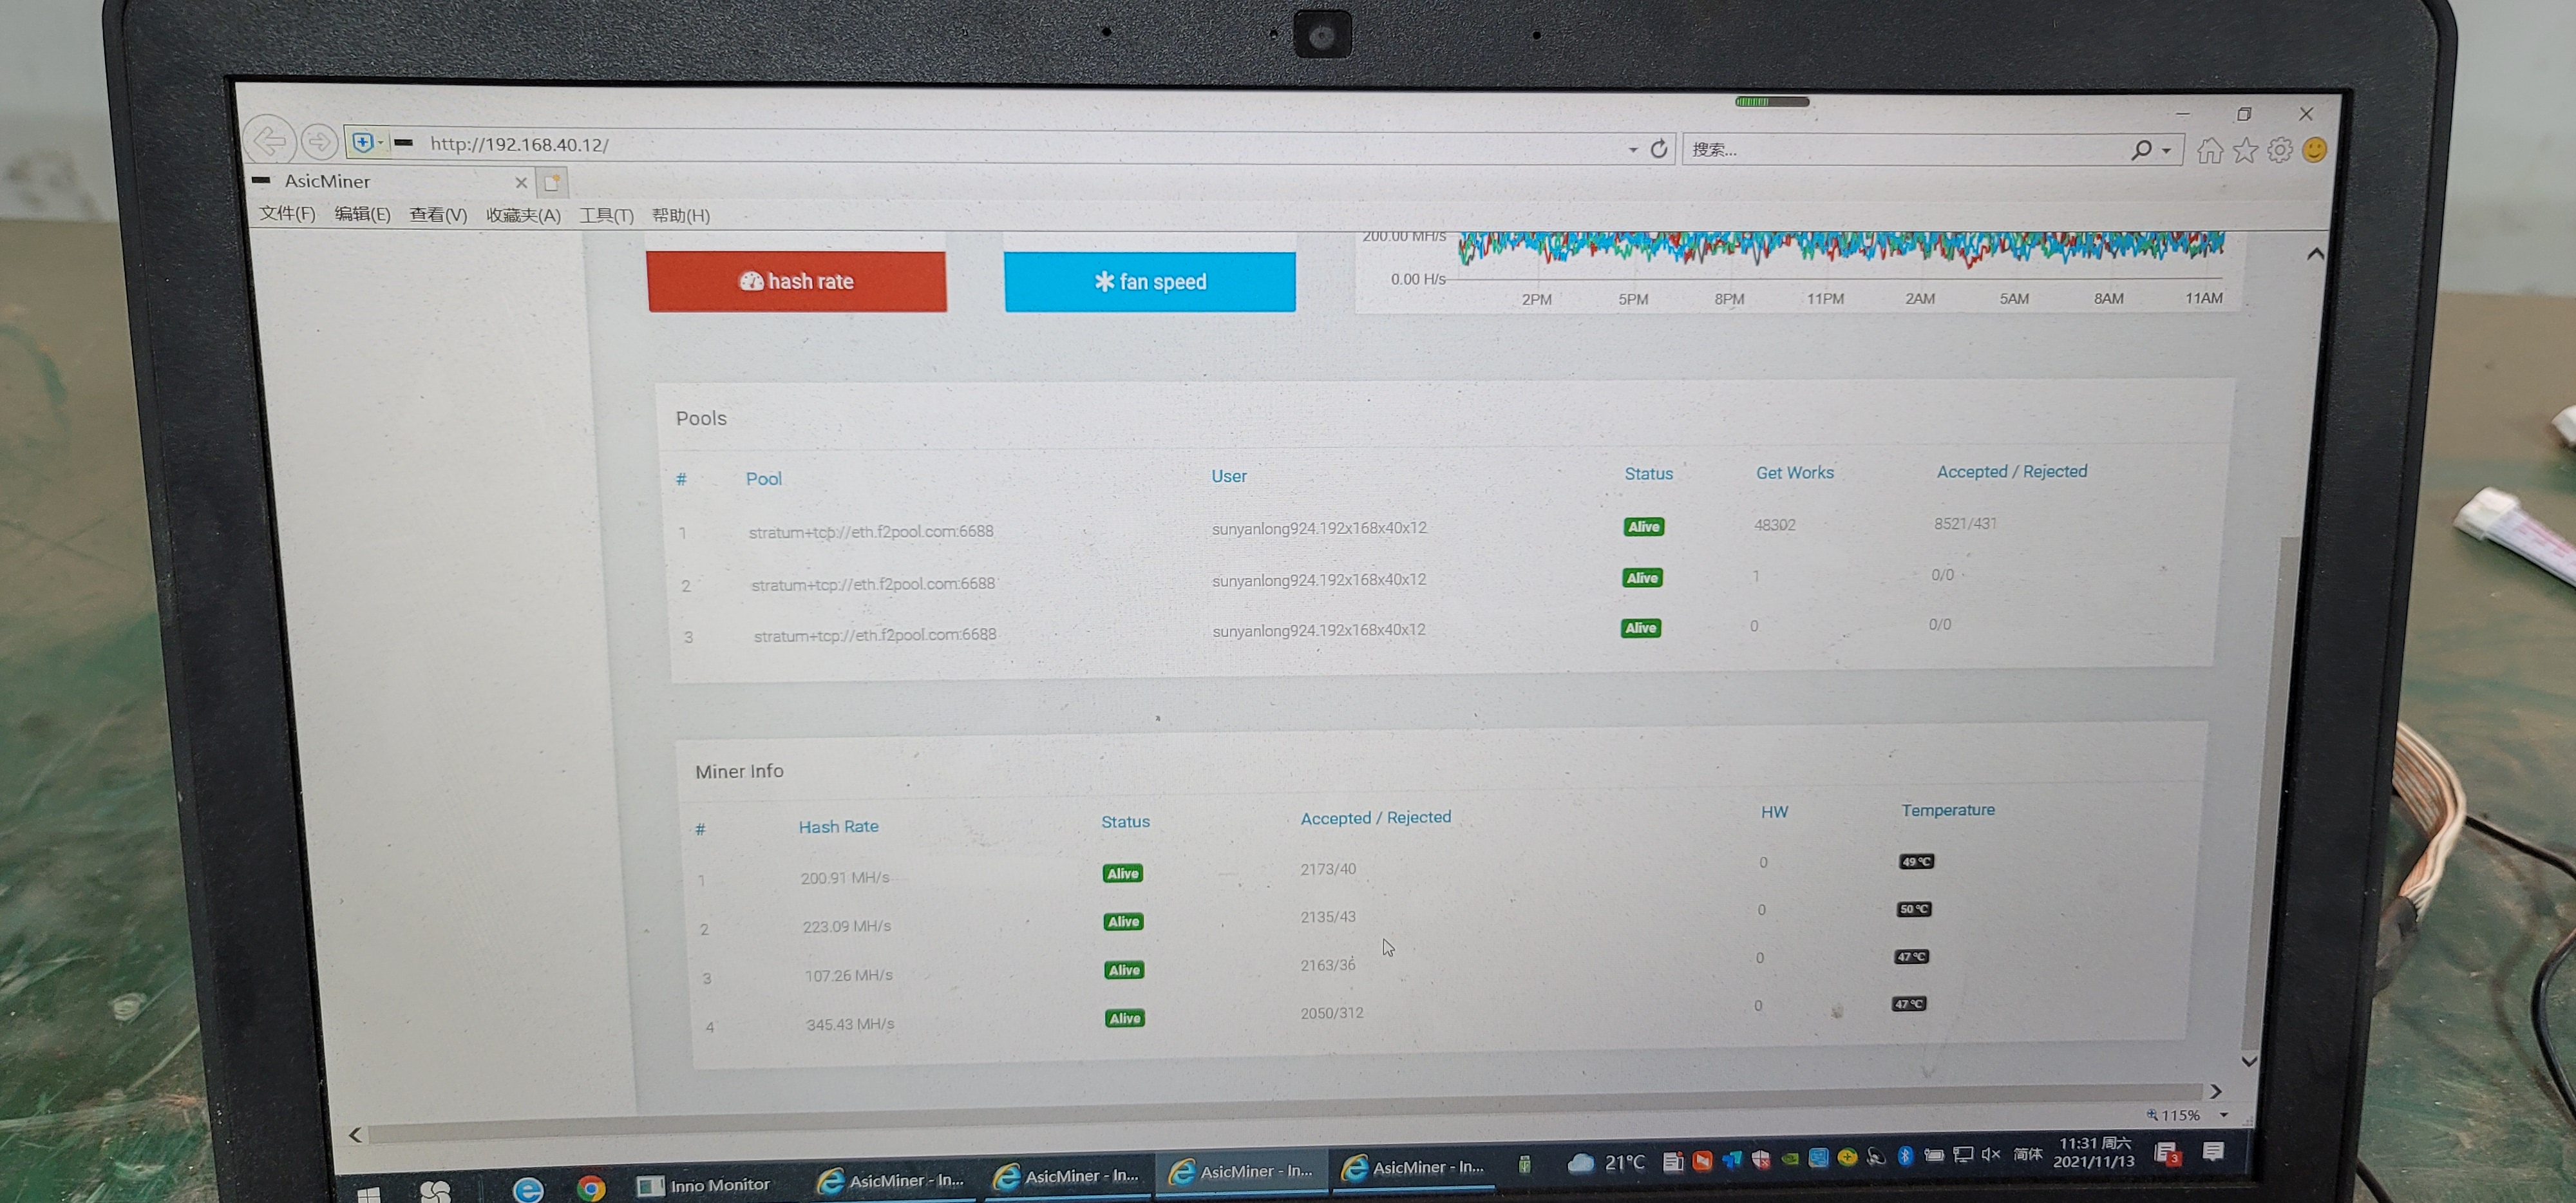 http://192.168.40.12/
搜索...
AsicMiner
文件(F) 编辑(E) 查看(V) 收藏夹(A) 工具(T) 帮助(H)
200.00 MH/s
0.00 H/s
2PM 5PM 8PM 11PM 2AM 5AM 8AM 11AM
hash rate
fan speed
Pools
# Pool User Status Get Works Accepted / Rejected
1 stratum+tcp://eth.f2pool.com:6688 sunyanlong924.192x168x40x12 Alive 48302 8521/431
2 stratum+tcp://eth.f2pool.com:6688 sunyanlong924.192x168x40x12 Alive 1 0/0
3 stratum+tcp://eth.f2pool.com:6688 sunyanlong924.192x168x40x12 Alive 0 0/0
Miner Info
# Hash Rate Status Accepted / Rejected HW Temperature
1 200.91 MH/s Alive 2173/40 0 49 °C
2 223.09 MH/s Alive 2135/43 0 50 °C
3 107.26 MH/s Alive 2163/36 0 47 °C
4 345.43 MH/s Alive 2050/312 0 47 °C
115%
Inno Monitor AsicMiner - In... AsicMiner - In... AsicMiner - In... AsicMiner - In... 21°C 简体 11:31 周六
2021/11/13
3